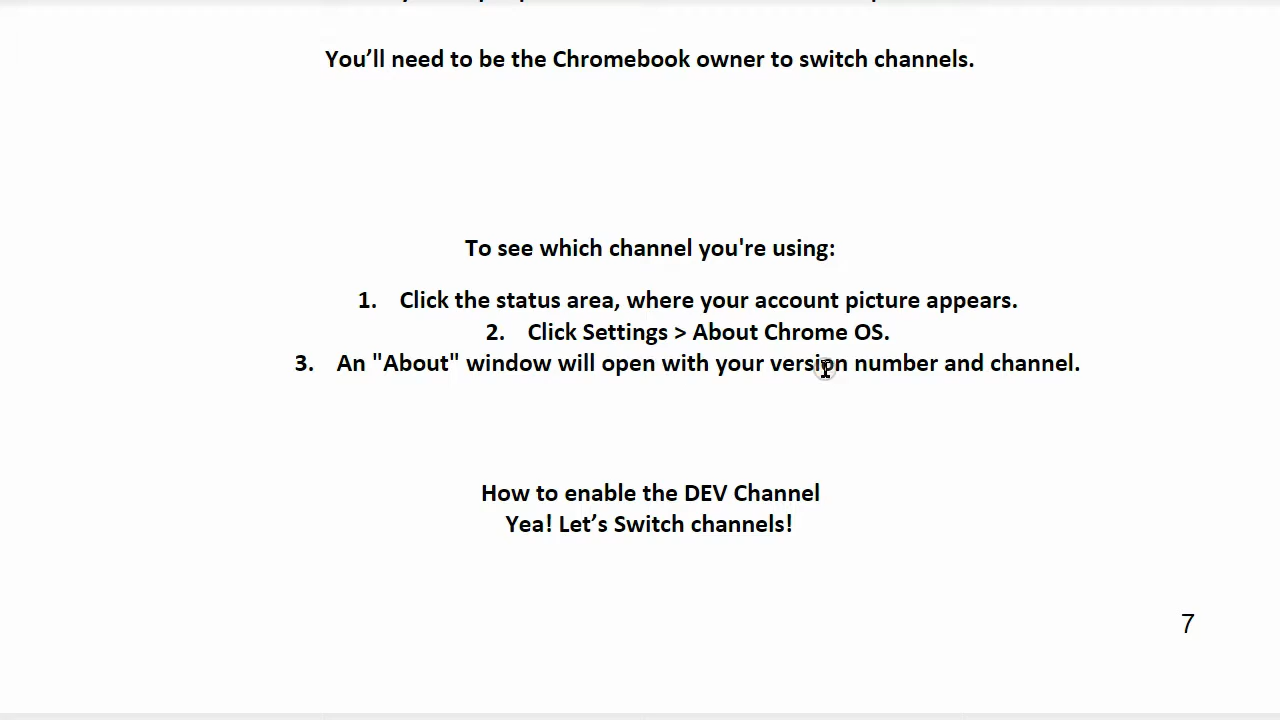 You’ll need to be the Chromebook owner to switch channels.
To see which channel you're using:
1. Click the status area, where your account picture appears.
2. Click Settings > About Chrome OS.
3. An "About" window will open with your version number and channel.
How to enable the DEV Channel
Yea! Let’s Switch channels!
7